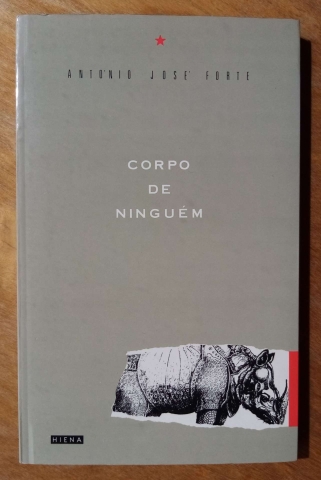 ANTÓNIO JOSÉ FORTE
CORPO
DE
NINGUÉM
HIENA